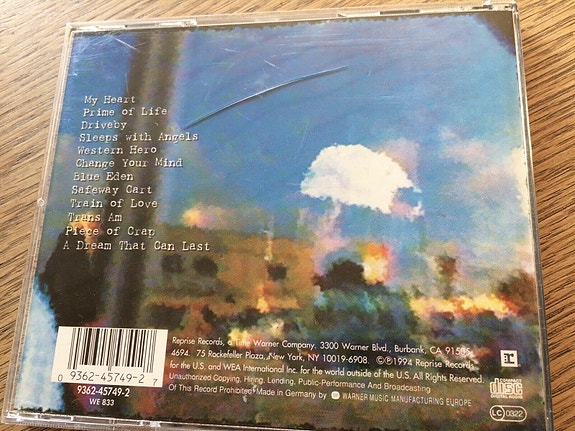 My Heart
Prime of Life
Driveby
Sleeps with Angels
Western Hero
Change Your Mind
Blue Eden
Safeway Cart
Train of Love
Trans Am
Piece of Crap
A Dream That Can Last
Reprise Records, a Time Warner Company. 3300 Warner Blvd., Burbank, CA 91505-
4694. 75 Rockefeller Plaza, New York, NY 10019-6908. ©℗1994 Reprise Records
for the U.S. and WEA International Inc. for the world outside of the U.S. All Rights Reserved.
Unauthorized Copying, Hiring, Lending, Public Performance And Broadcasting
Of This Record Prohibited Made in Germany by WARNER MUSIC MANUFACTURING EUROPE
0 9362-45749-2 7
9362-45749-2
WE 833
r
COMPACT
disc
DIGITAL AUDIO
LC 0322